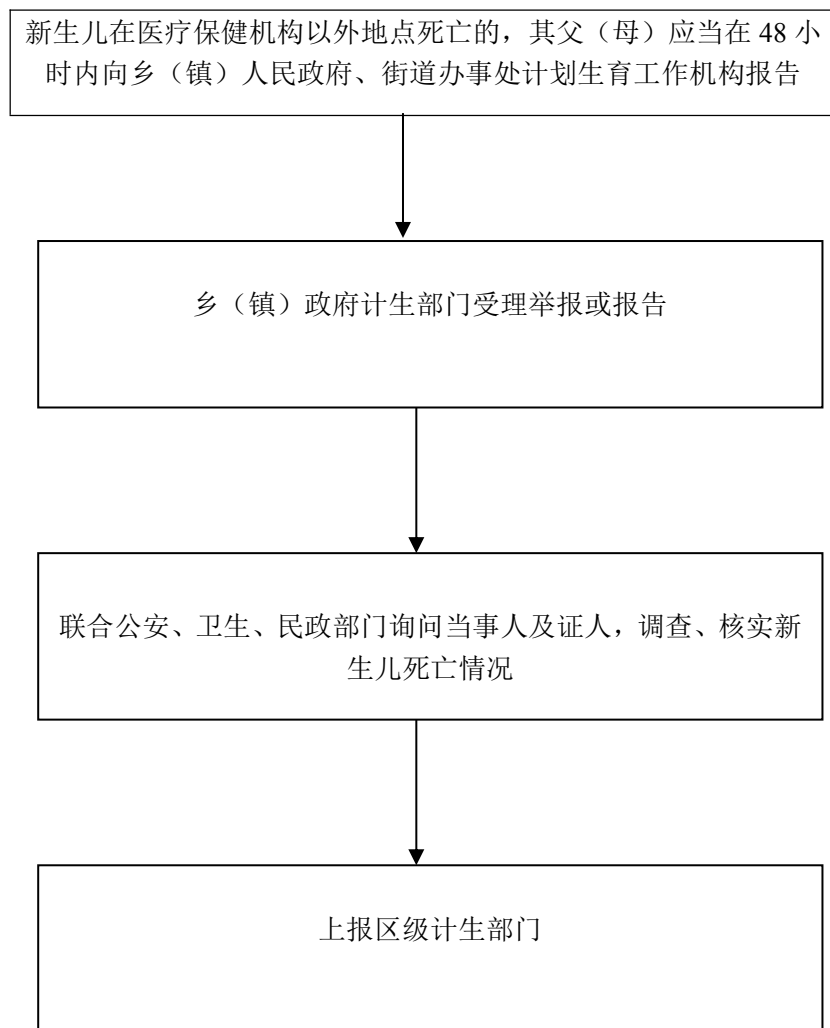 新生儿在医疗保健机构以外地点死亡的，其父（母）应当在 48 小
时内向乡（镇）人民政府、街道办事处计划生育工作机构报告
乡（镇）政府计生部门受理举报或报告
联合公安、卫生、民政部门询问当事人及证人，调查、核实新
生儿死亡情况
上报区级计生部门